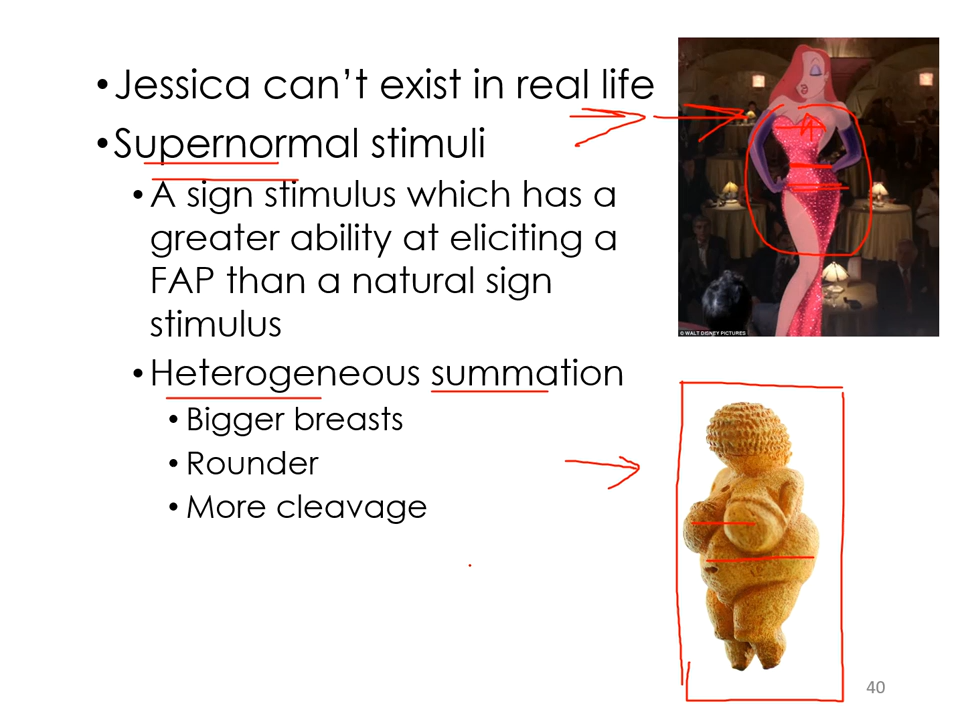 • Jessica can't exist in real life
• Supernormal stimuli
• A sign stimulus which has a
greater ability at eliciting a
FAP than a natural sign
stimulus
• Heterogeneous summation
• Bigger breasts
• Rounder
• More cleavage
© WALT DISNEY PICTURES
40